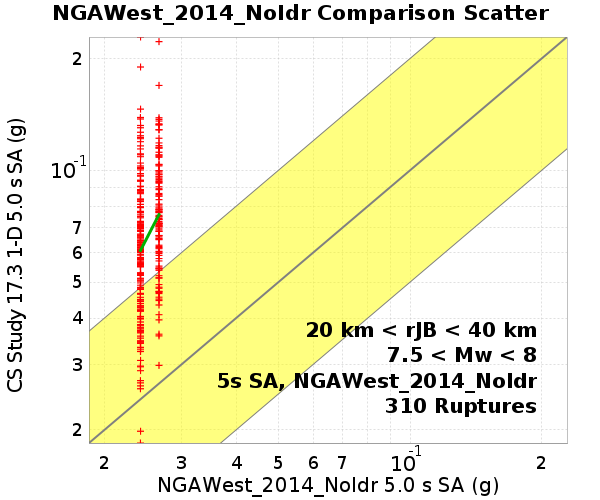 NGAWest_2014_NoIdr Comparison Scatter
CS Study 17.3 1-D 5.0 s SA (g)
2
10-1
7
6
5
4
3
2
20 km < rJB < 40 km
7.5 < Mw < 8
5s SA, NGAWest_2014_NoIdr
310 Ruptures
2 3 4 5 6 7 10-1 2
NGAWest_2014_NoIdr 5.0 s SA (g)